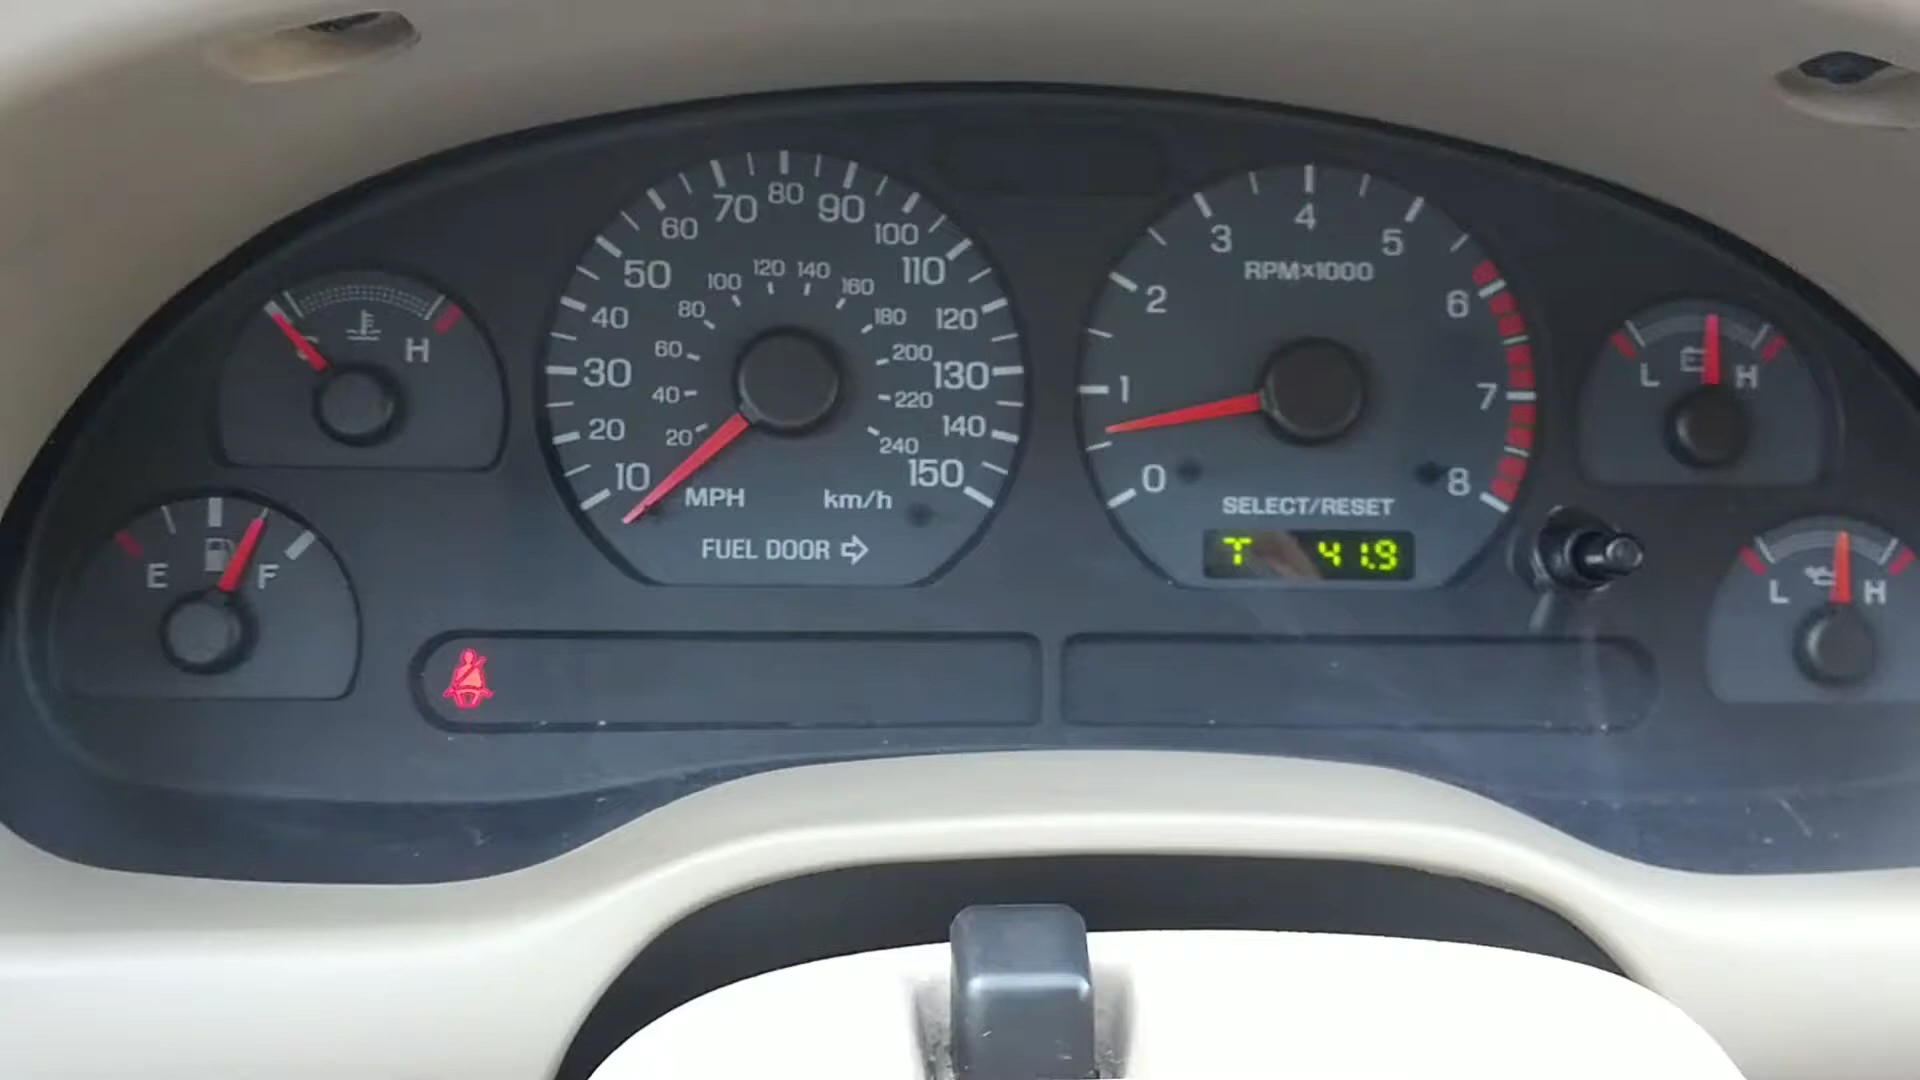 10 20 30 40 50 60 70 80 90 100 110 120 130 140 150
20 40 60 80 100 120 140 160 180 200 220 240
MPH km/h
FUEL DOOR
0 1 2 3 4 5 6 7 8
RPM×1000
SELECT/RESET
T 41.9
C H
E F
L H
L H